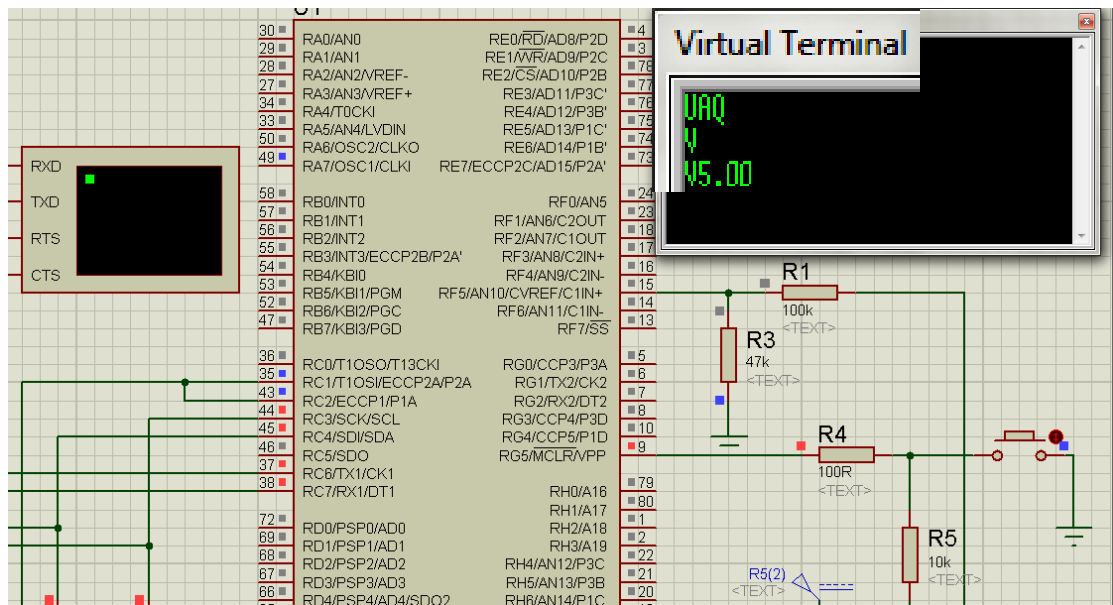 RXD
TXD
RTS
CTS
30
29
28
27
34
33
50
49
58
57
56
55
54
53
52
47
36
35
43
44
45
46
37
38
72
69
68
67
66
RA0/AN0
RA1/AN1
RA2/AN2/VREF-
RA3/AN3/VREF+
RA4/T0CKI
RA5/AN4/LVDIN
RA6/OSC2/CLKO
RA7/OSC1/CLKI
RB0/INT0
RB1/INT1
RB2/INT2
RB3/INT3/ECCP2B/P2A'
RB4/KBI0
RB5/KBI1/PGM
RB6/KBI2/PGC
RB7/KBI3/PGD
RC0/T1OSO/T13CKI
RC1/T1OSI/ECCP2A/P2A
RC2/ECCP1/P1A
RC3/SCK/SCL
RC4/SDI/SDA
RC5/SDO
RC6/TX1/CK1
RC7/RX1/DT1
RD0/PSP0/AD0
RD1/PSP1/AD1
RD2/PSP2/AD2
RD3/PSP3/AD3
RD4/PSP4/AD4/SDO2
RE0/RD/AD8/P2D
RE1/WR/AD9/P2C
RE2/CS/AD10/P2B
RE3/AD11/P3C'
RE4/AD12/P3B'
RE5/AD13/P1C'
RE6/AD14/P1B'
RE7/ECCP2C/AD15/P2A'
RF0/AN5
RF1/AN6/C2OUT
RF2/AN7/C1OUT
RF3/AN8/C2IN+
RF4/AN9/C2IN-
RF5/AN10/CVREF/C1IN+
RF6/AN11/C1IN-
RF7/SS
RG0/CCP3/P3A
RG1/TX2/CK2
RG2/RX2/DT2
RG3/CCP4/P3D
RG4/CCP5/P1D
RG5/MCLR/VPP
RH0/A16
RH1/A17
RH2/A18
RH3/A19
RH4/AN12/P3C
RH5/AN13/P3B
RH6/AN14/P1C
4
3
78
77
76
75
74
73
24
23
18
17
16
15
14
13
5
6
7
8
10
9
79
80
1
2
22
21
20
Virtual Terminal
UAQ
V
V5.00
R1
100k
<TEXT>
R3
47k
<TEXT>
R4
100R
<TEXT>
R5
10k
<TEXT>
R5(2)
<TEXT>